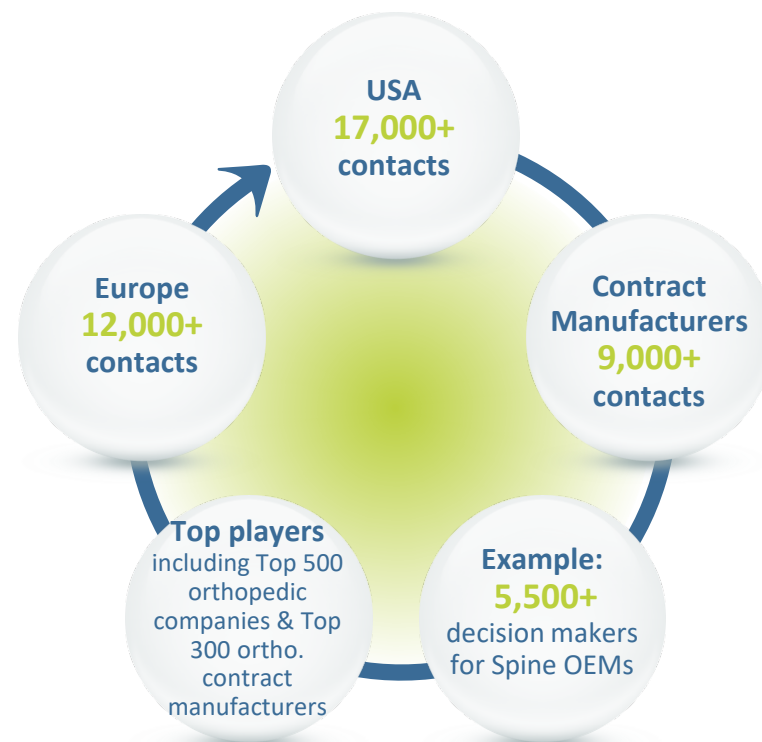 USA
17,000+
contacts
Contract
Manufacturers
9,000+
contacts
Example:
5,500+
decision makers
for Spine OEMs
Top players
including Top 500
orthopedic
companies & Top
300 ortho.
contract
manufacturers
Europe
12,000+
contacts